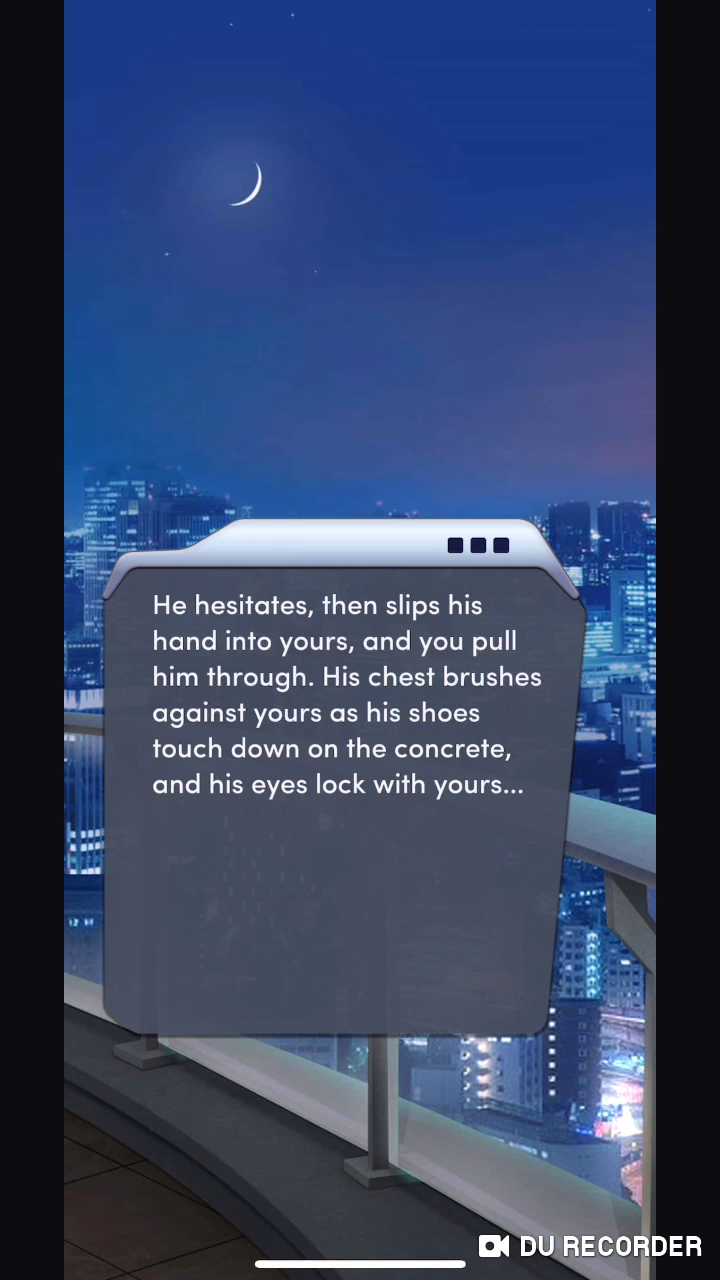 He hesitates, then slips his
hand into yours, and you pull
him through. His chest brushes
against yours as his shoes
touch down on the concrete,
and his eyes lock with yours...
DU RECORDER